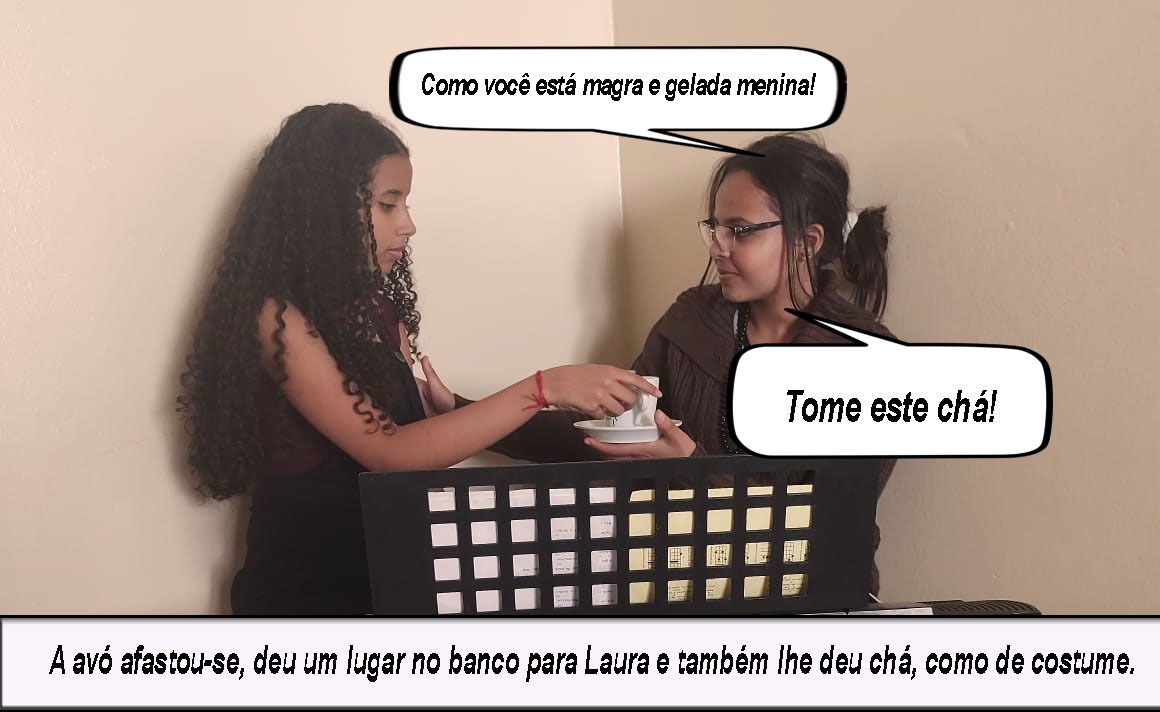 Como você está magra e gelada menina!
Tome este chá!
A avó afastou-se, deu um lugar no banco para Laura e também lhe deu chá, como de costume.